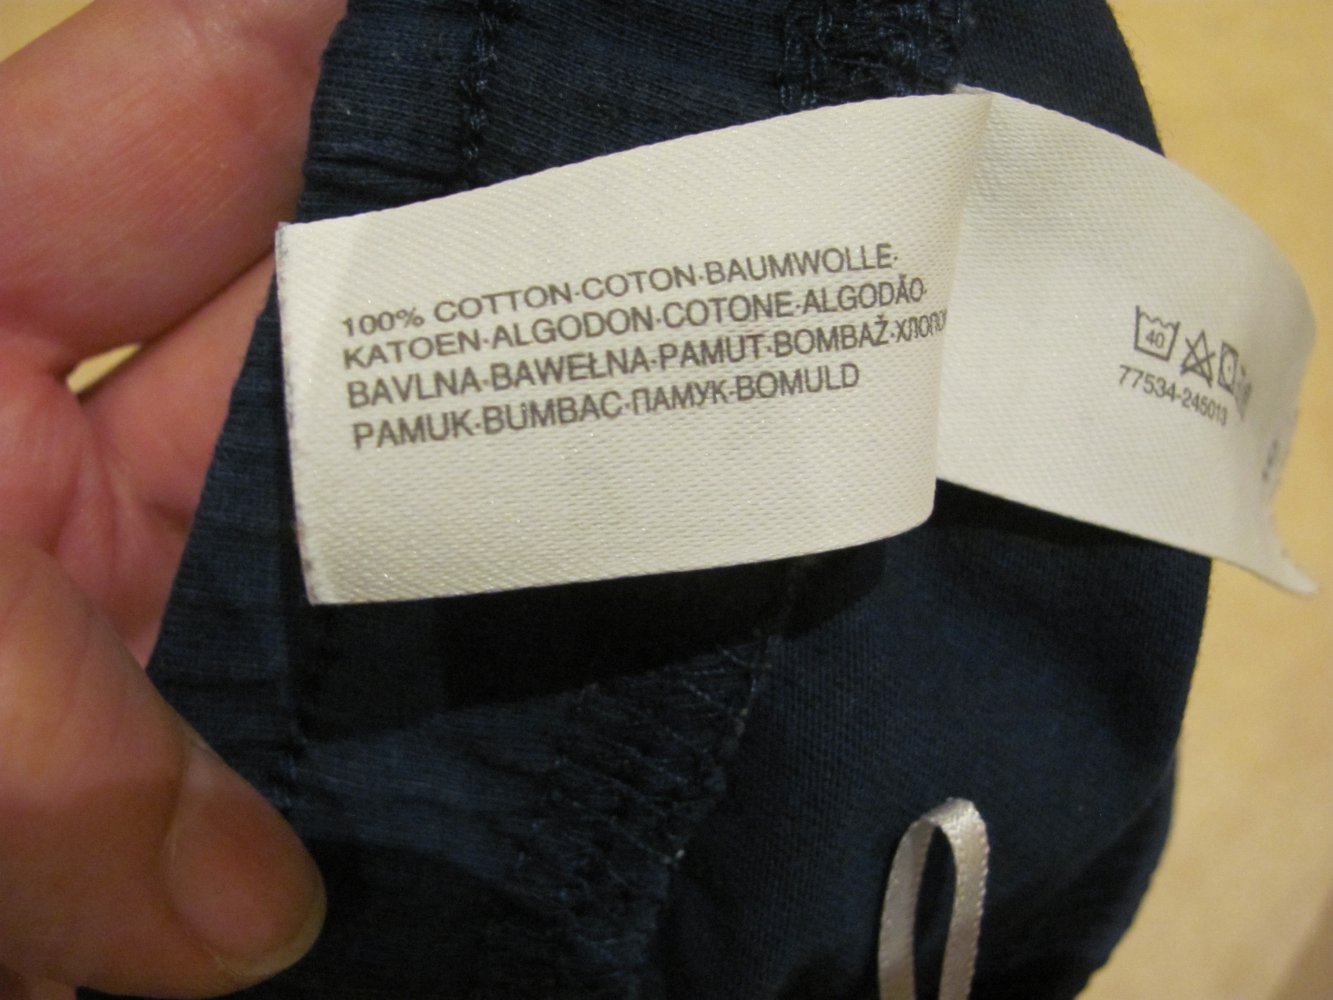 100% COTTON·COTON·BAUMWOLLE·
KATOEN·ALGODON·COTONE·ALGODÃO·
BAVLNA·BAWEŁNA·PAMUT·BOMBAŽ·
PAMUK·BUMBAC·ПАМУК·BOMULD
40
77534-245013